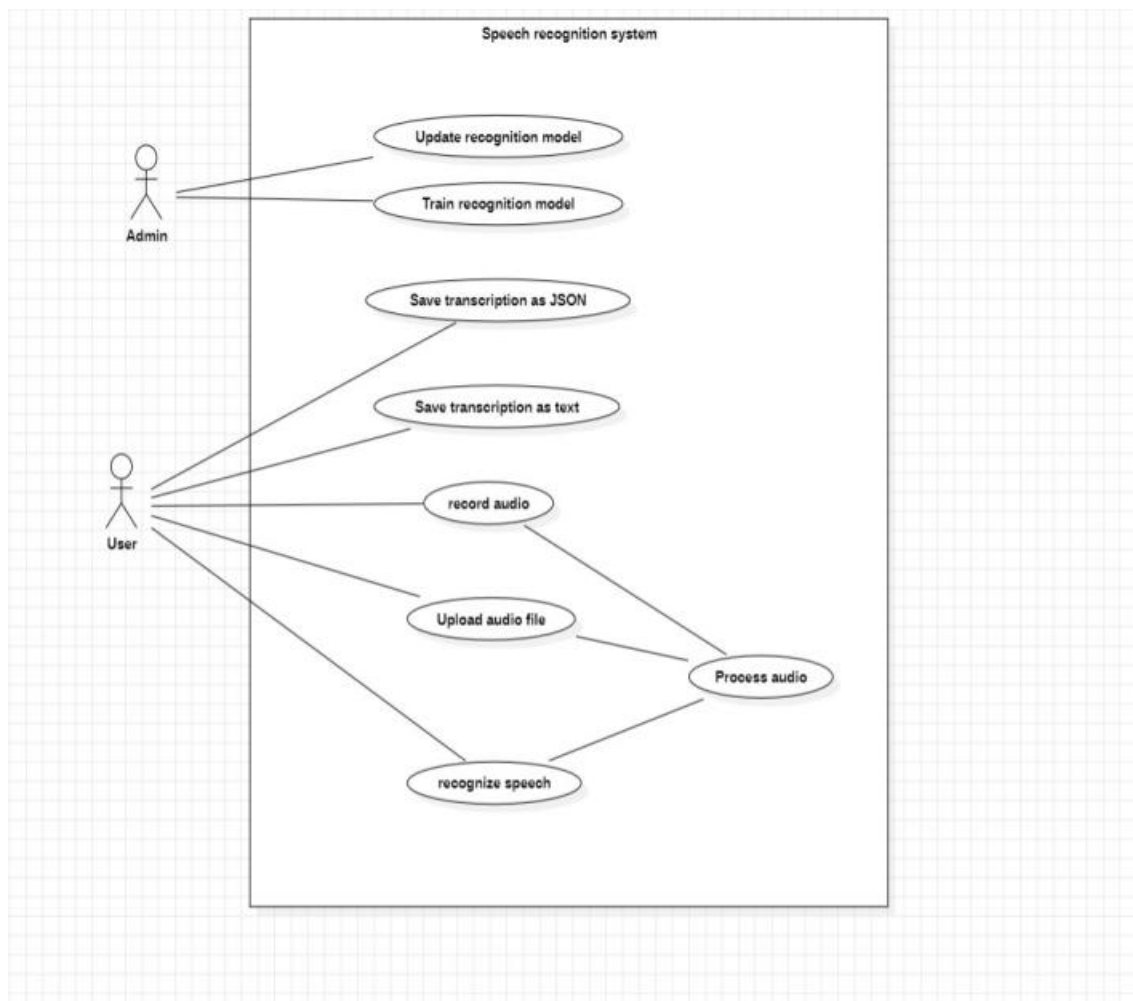 Speech recognition system
Update recognition model
Train recognition model
Admin
Save transcription as JSON
Save transcription as text
record audio
User
Upload audio file
Process audio
recognize speech